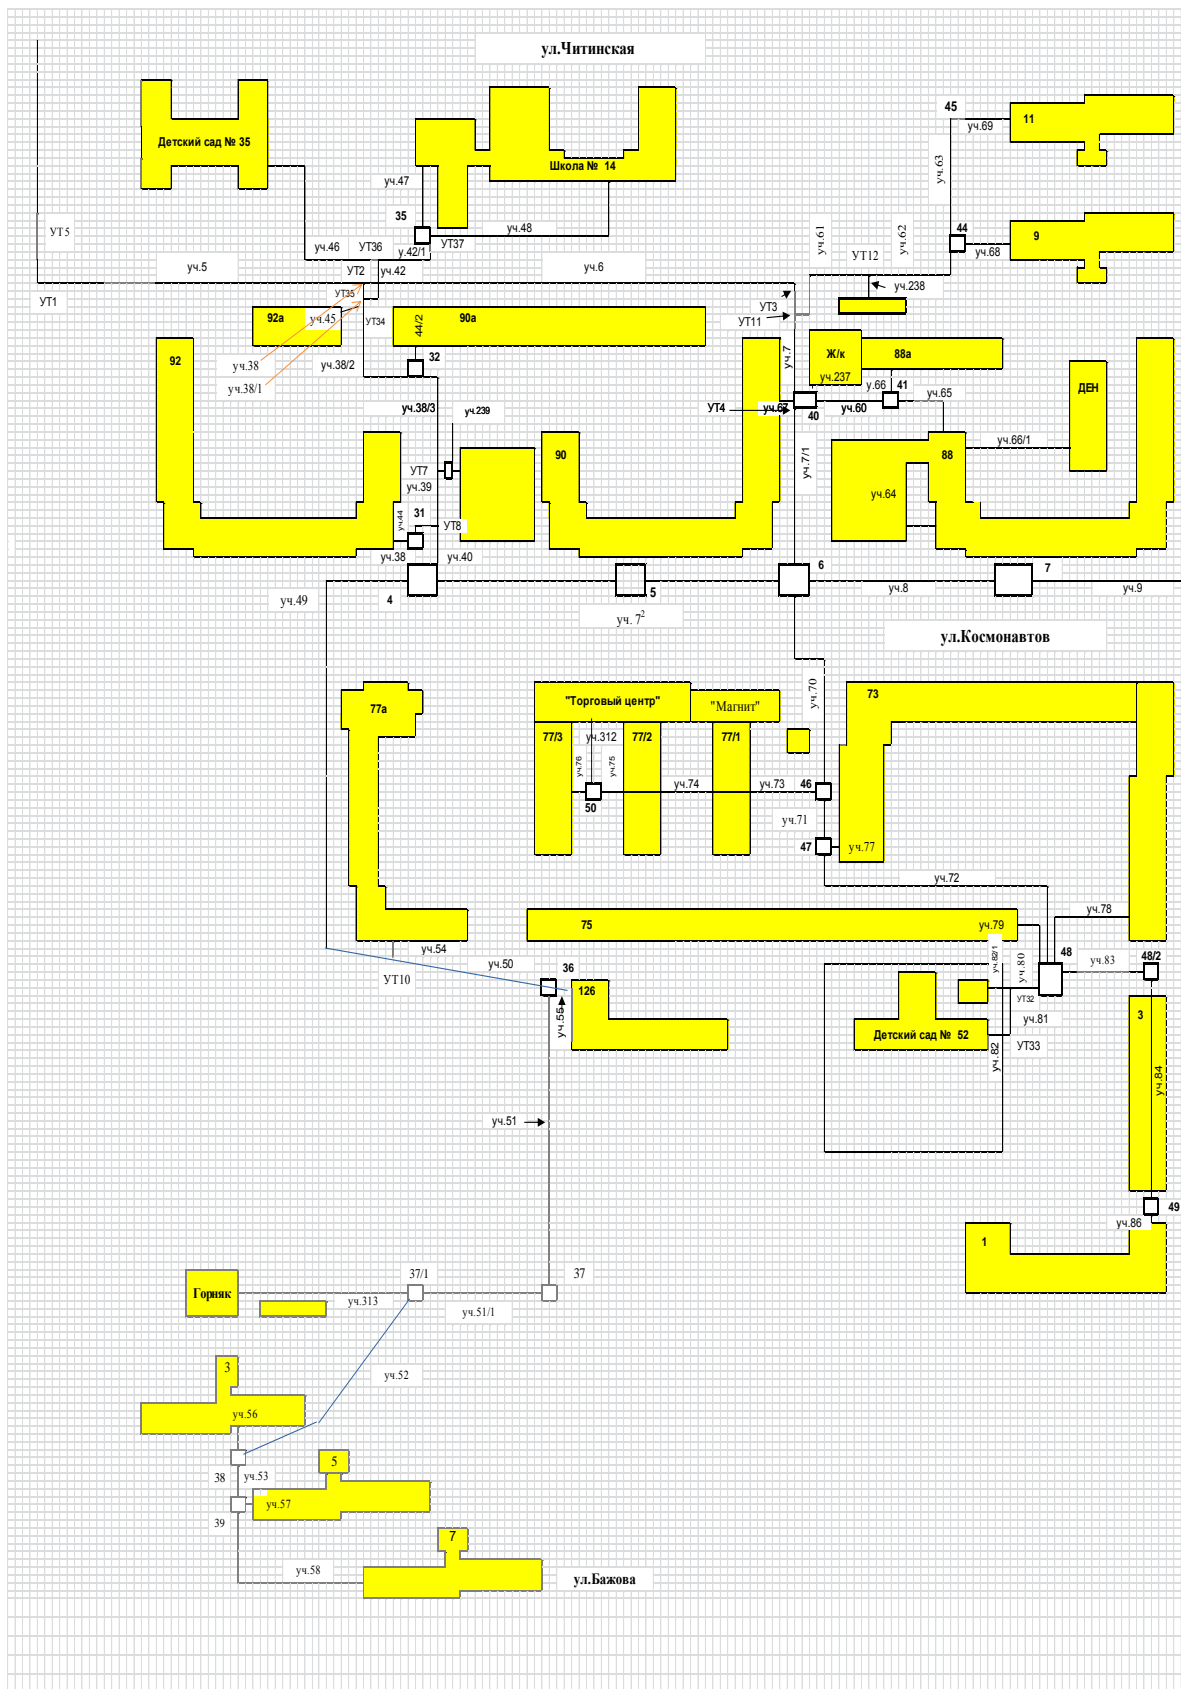 ул.Читинская
45
11
уч.69
Детский сад № 35
Школа № 14
уч.63
уч.47
35
УТ5
уч.46
УТ36
у.42/1
УТ37
уч.48
уч.61
уч.62
44
9
уч.68
УТ12
уч.5
УТ2
уч.42
уч.6
уч.238
УТ1
УТ35
УТ3
УТ11
92а
уч.45
УТ34
44/2
90а
92
уч.38
уч.38/1
уч.38/2
32
уч.7
Ж/к
88а
уч.237
у.66
41
уч.65
ДЕН
УТ4
уч.67
40
уч.60
уч.38/3
уч.239
уч.66/1
90
88
уч.7/1
УТ7
уч.39
уч.64
уч.44
31
УТ8
уч.38
уч.40
6
7
уч.49
4
5
уч.8
уч.9
уч. 7²
ул.Космонавтов
77а
"Торговый центр"
"Магнит"
уч.70
73
77/3
уч.312
77/2
77/1
уч.76
уч.75
уч.74
уч.73
46
50
уч.71
47
уч.77
уч.72
75
уч.79
уч.78
уч.54
УТ10
уч.50
36
уч.82/1
уч.80
48
уч.83
48/2
126
УТ32
3
уч.55
уч.81
Детский сад № 52
УТ33
уч.82
уч.84
уч.51
49
уч.86
1
37/1
37
Горняк
уч.313
уч.51/1
3
уч.52
уч.56
38
уч.53
5
уч.57
39
7
уч.58
ул.Бажова